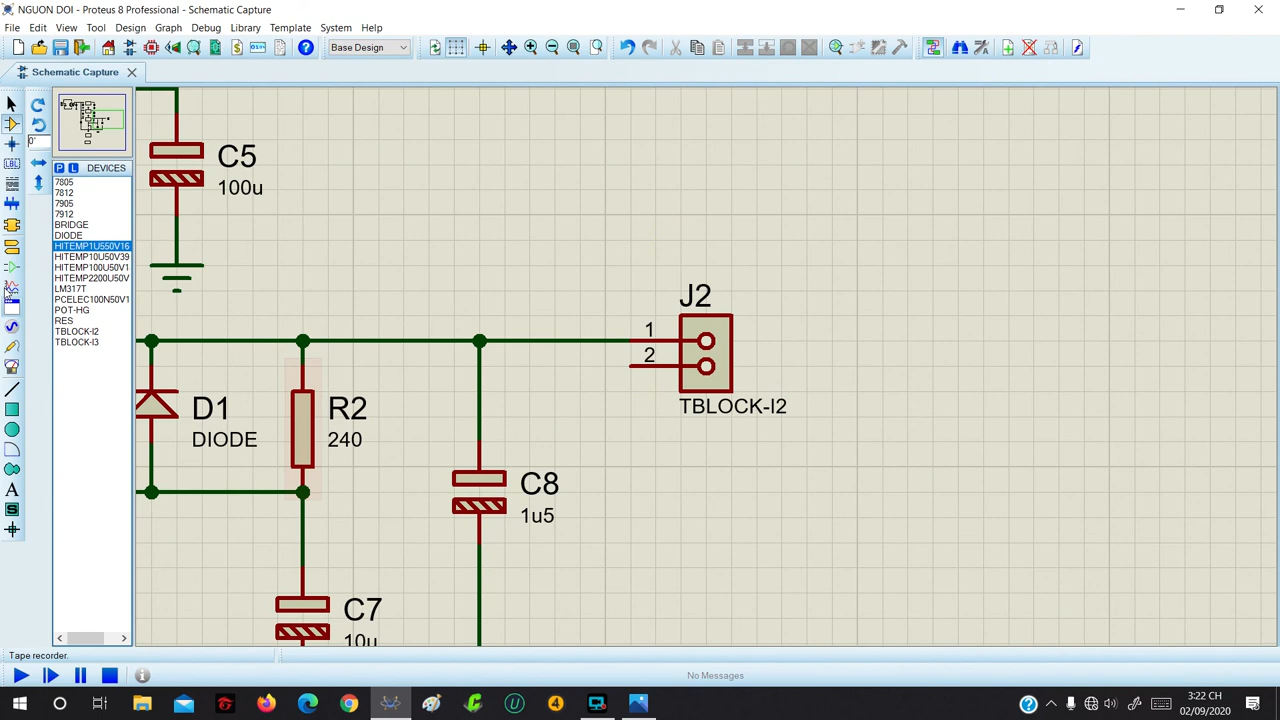 NGUON DOI - Proteus 8 Professional - Schematic Capture
File Edit View Tool Design Graph Debug Library Template System Help
Base Design
Schematic Capture
P L DEVICES
7805
7812
7905
7912
BRIDGE
DIODE
HITEMP1U550V16
HITEMP10U50V39
HITEMP100U50V1
HITEMP2200U50V
LM317T
PCELEC100N50V1
POT-HG
RES
TBLOCK-I2
TBLOCK-I3
LBL
0°
C5
100u
J2
1
2
TBLOCK-I2
D1
DIODE
R2
240
C8
1u5
C7
10u
Tape recorder.
No Messages
3:22 CH
02/09/2020